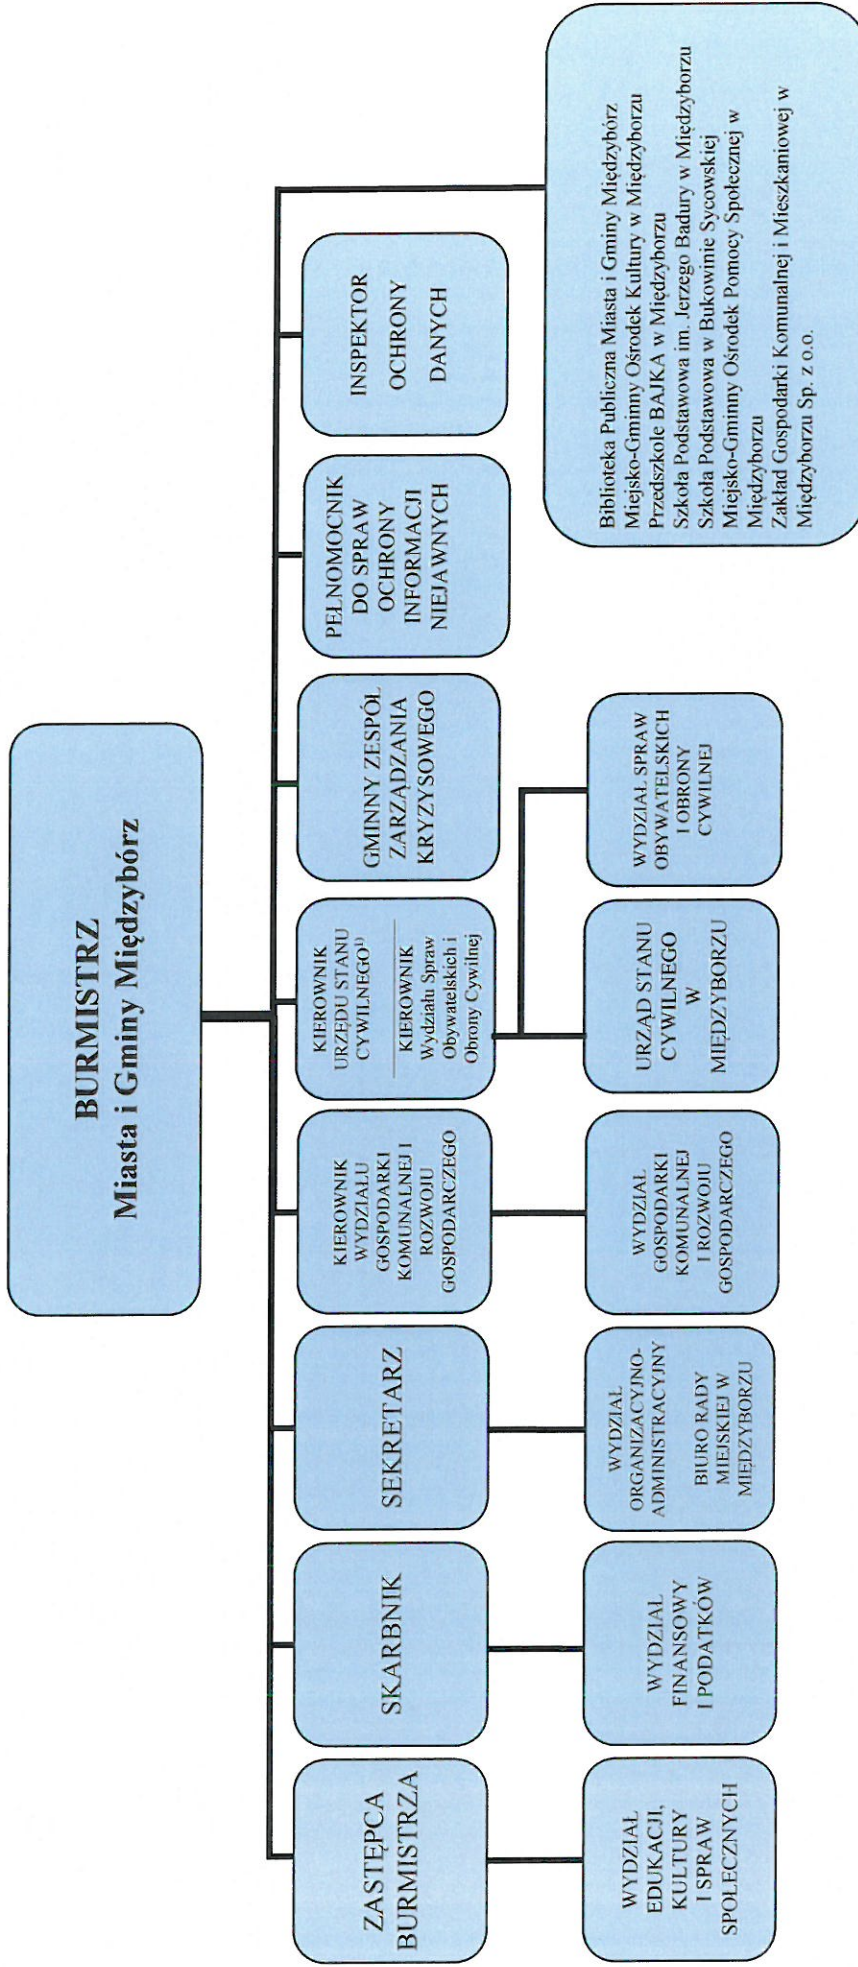 BURMISTRZ
Miasta i Gminy Międzybórz
ZASTĘPCA
BURMISTRZA
SKARBNIK
SEKRETARZ
KIEROWNIK
WYDZIAŁU
GOSPODARKI
KOMUNALNEJ I
ROZWOJU
GOSPODARCZEGO
KIEROWNIK
URZĘDU STANU
CYWILNEGO¹⁾
KIEROWNIK
Wydziału Spraw
Obywatelskich i
Obrony Cywilnej
GMINNY ZESPÓŁ
ZARZĄDZANIA
KRYZYSOWEGO
PEŁNOMOCNIK
DO SPRAW
OCHRONY
INFORMACJI
NIEJAWNYCH
INSPEKTOR
OCHRONY
DANYCH
WYDZIAŁ
EDUKACJI,
KULTURY
I SPRAW
SPOŁECZNYCH
WYDZIAŁ
FINANSOWY
I PODATKÓW
WYDZIAŁ
ORGANIZACYJNO-
ADMINISTRACYJNY
BIURO RADY
MIEJSKIEJ W
MIĘDZYBORZU
WYDZIAŁ
GOSPODARKI
KOMUNALNEJ
I ROZWOJU
GOSPODARCZEGO
URZĄD STANU
CYWILNEGO
W
MIĘDZYBORZU
WYDZIAŁ SPRAW
OBYWATELSKICH
I OBRONY
CYWILNEJ
Biblioteka Publiczna Miasta i Gminy Międzybórz
Miejsko-Gminny Ośrodek Kultury w Międzyborzu
Przedszkole BAJKA w Międzyborzu
Szkoła Podstawowa im. Jerzego Badury w Międzyborzu
Szkoła Podstawowa w Bukowinie Sycowskiej
Miejsko-Gminny Ośrodek Pomocy Społecznej w
Międzyborzu
Zakład Gospodarki Komunalnej i Mieszkaniowej w
Międzyborzu Sp. z o.o.